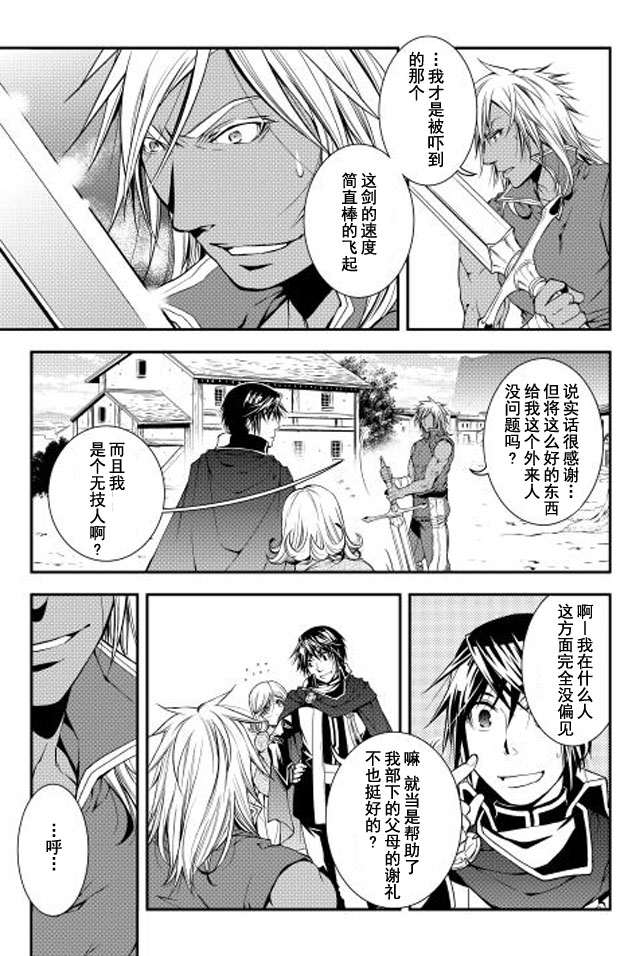 …我才是被吓到
的那个
这剑的速度
简直棒的飞起
说实话很感谢…
但将这么好的东西
给我这个外来人
没问题吗？
而且我
是个无技人啊？
啊—我在什么人
这方面完全没偏见
嘛 就当是帮助了
我部下的父母的谢礼
不也挺好的？
…呼…